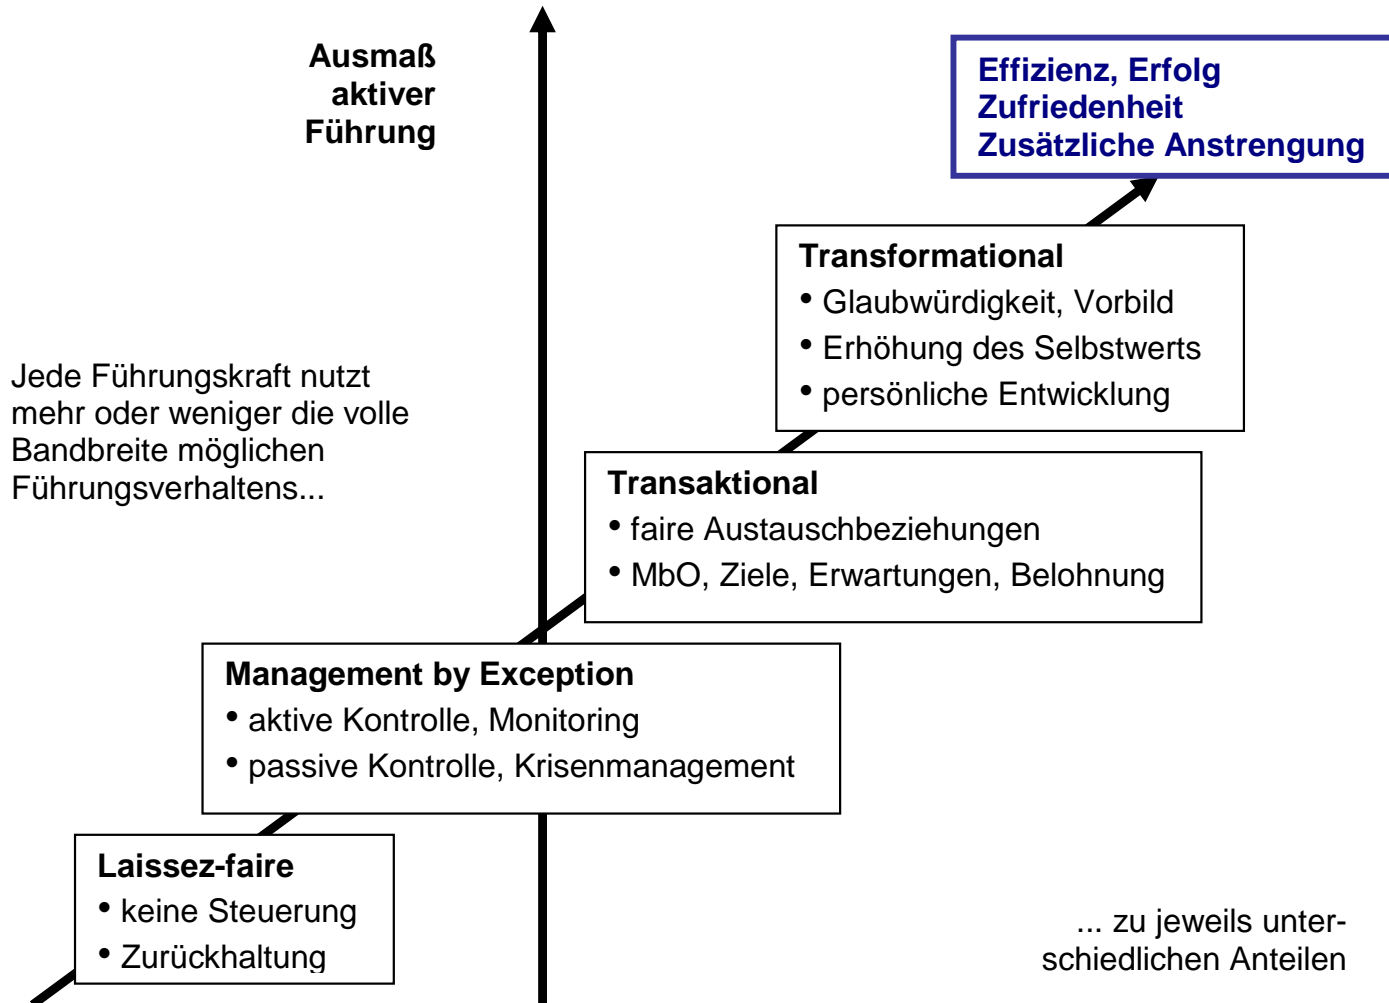 Ausmaß
aktiver
Führung
Effizienz, Erfolg
Zufriedenheit
Zusätzliche Anstrengung
Transformational
• Glaubwürdigkeit, Vorbild
• Erhöhung des Selbstwerts
• persönliche Entwicklung
Jede Führungskraft nutzt
mehr oder weniger die volle
Bandbreite möglichen
Führungsverhaltens...
Transaktional
• faire Austauschbeziehungen
• MbO, Ziele, Erwartungen, Belohnung
Management by Exception
• aktive Kontrolle, Monitoring
• passive Kontrolle, Krisenmanagement
Laissez-faire
• keine Steuerung
• Zurückhaltung
... zu jeweils unter-
schiedlichen Anteilen